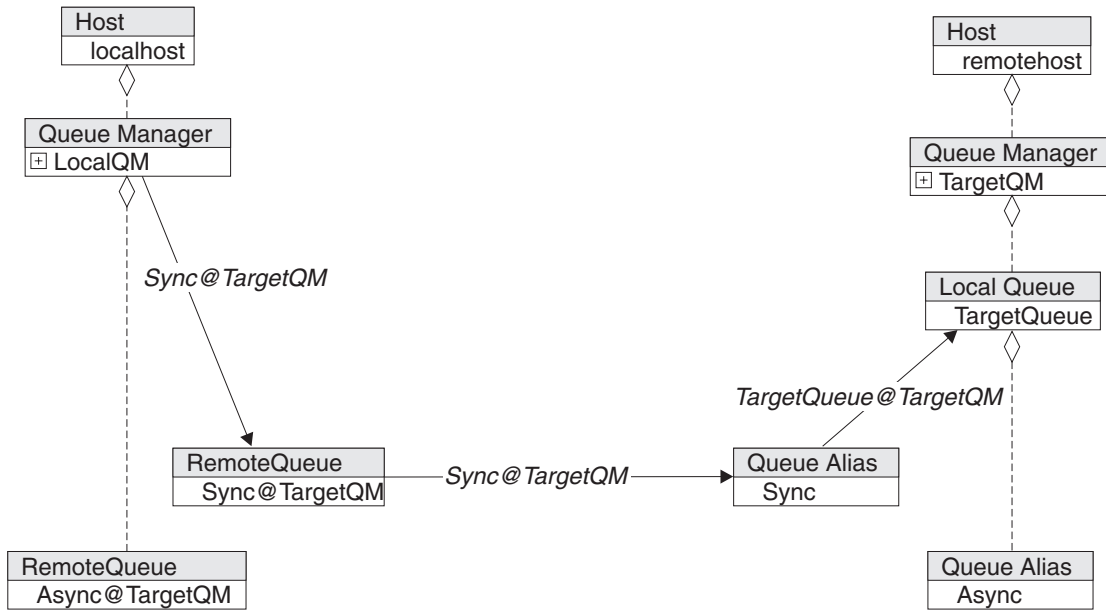 Host
localhost
Host
remotehost
Queue Manager
+ LocalQM
Queue Manager
+ TargetQM
Sync@TargetQM
Local Queue
TargetQueue
TargetQueue@TargetQM
RemoteQueue
Sync@TargetQM
Sync@TargetQM
Queue Alias
Sync
RemoteQueue
Async@TargetQM
Queue Alias
Async